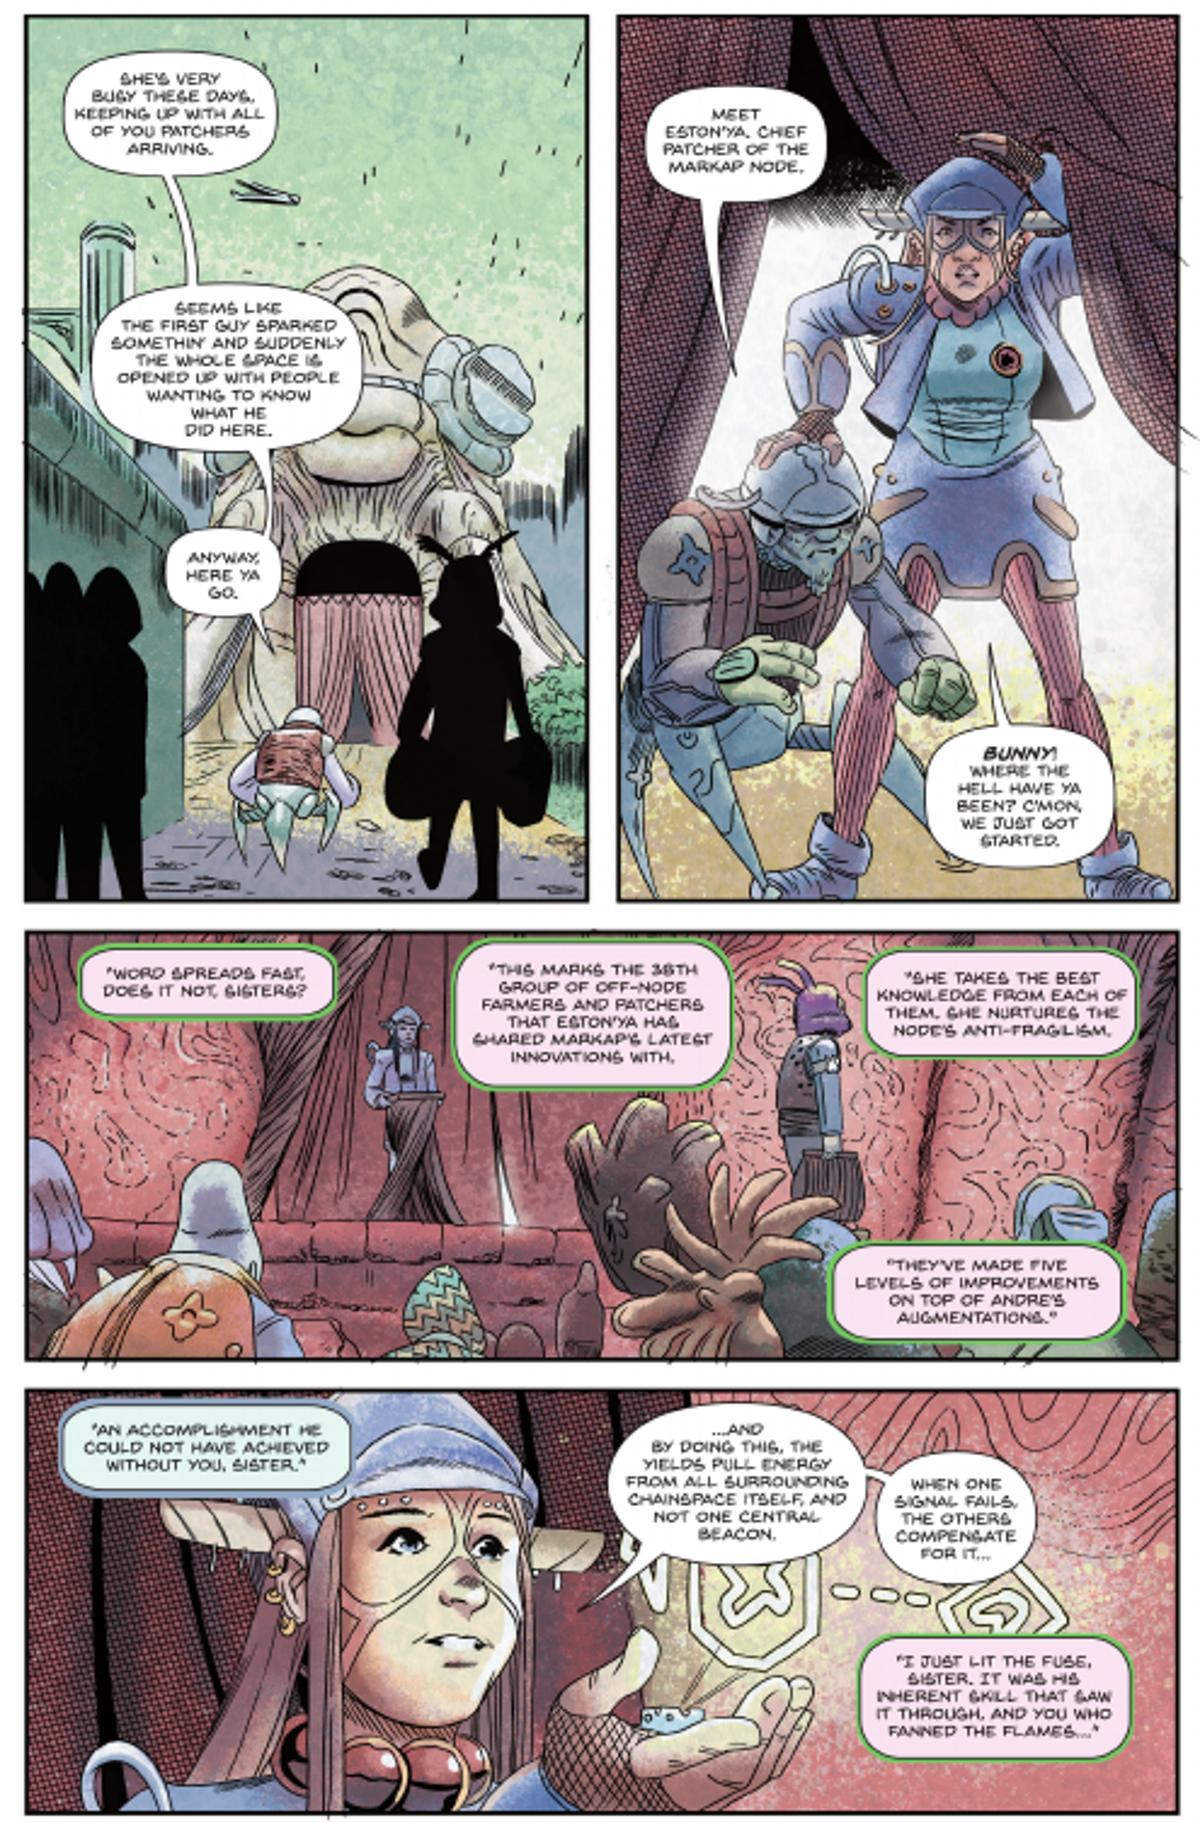 SHE'S VERY
BUSY THESE DAYS,
KEEPING UP WITH ALL
OF YOU PATCHERS
ARRIVING.
SEEMS LIKE
THE FIRST GUY SPARKED
SOMETHIN' AND SUDDENLY
THE WHOLE SPACE IS
OPENED UP WITH PEOPLE
WANTING TO KNOW
WHAT HE
DID HERE.
ANYWAY,
HERE YA
GO.
MEET
ESTON'YA. CHIEF
PATCHER OF THE
MARKAP NODE.
BUNNY!
WHERE THE
HELL HAVE YA
BEEN? C'MON,
WE JUST GOT
STARTED.
"WORD SPREADS FAST,
DOES IT NOT, SISTERS?
"THIS MARKS THE 38TH
GROUP OF OFF-NODE
FARMERS AND PATCHERS
THAT ESTON'YA HAS
SHARED MARKAP'S LATEST
INNOVATIONS WITH.
"SHE TAKES THE BEST
KNOWLEDGE FROM EACH OF
THEM. SHE NURTURES THE
NODE'S ANTI-FRAGILISM.
"THEY'VE MADE FIVE
LEVELS OF IMPROVEMENTS
ON TOP OF ANDRE'S
AUGMENTATIONS."
"AN ACCOMPLISHMENT HE
COULD NOT HAVE ACHIEVED
WITHOUT YOU, SISTER."
...AND
BY DOING THIS, THE
YIELDS PULL ENERGY
FROM ALL SURROUNDING
CHAINSPACE ITSELF, AND
NOT ONE CENTRAL
BEACON.
WHEN ONE
SIGNAL FAILS,
THE OTHERS
COMPENSATE
FOR IT...
"I JUST LIT THE FUSE,
SISTER. IT WAS HIS
INHERENT SKILL THAT SAW
IT THROUGH, AND YOU WHO
FANNED THE FLAMES..."